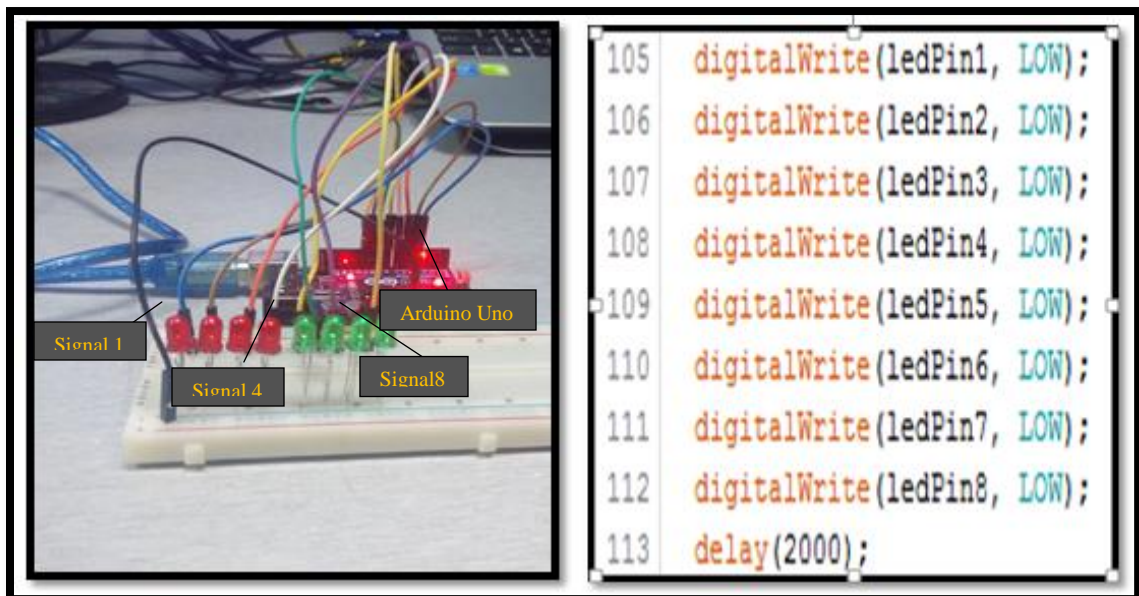 Signal 1
Signal 4
Signal8
Arduino Uno
105 digitalWrite(ledPin1, LOW);
106 digitalWrite(ledPin2, LOW);
107 digitalWrite(ledPin3, LOW);
108 digitalWrite(ledPin4, LOW);
109 digitalWrite(ledPin5, LOW);
110 digitalWrite(ledPin6, LOW);
111 digitalWrite(ledPin7, LOW);
112 digitalWrite(ledPin8, LOW);
113 delay(2000);